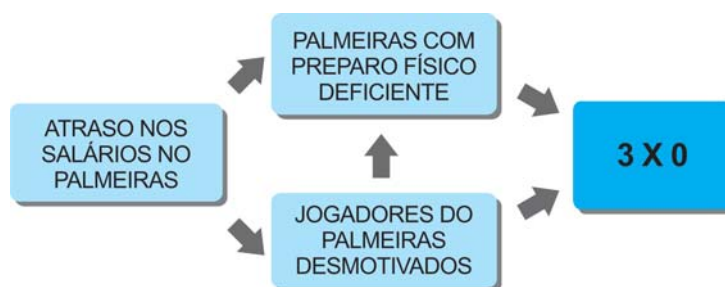 PALMEIRAS COM
PREPARO FÍSICO
DEFICIENTE
ATRASO NOS
SALÁRIOS NO
PALMEIRAS
3 X 0
JOGADORES DO
PALMEIRAS
DESMOTIVADOS